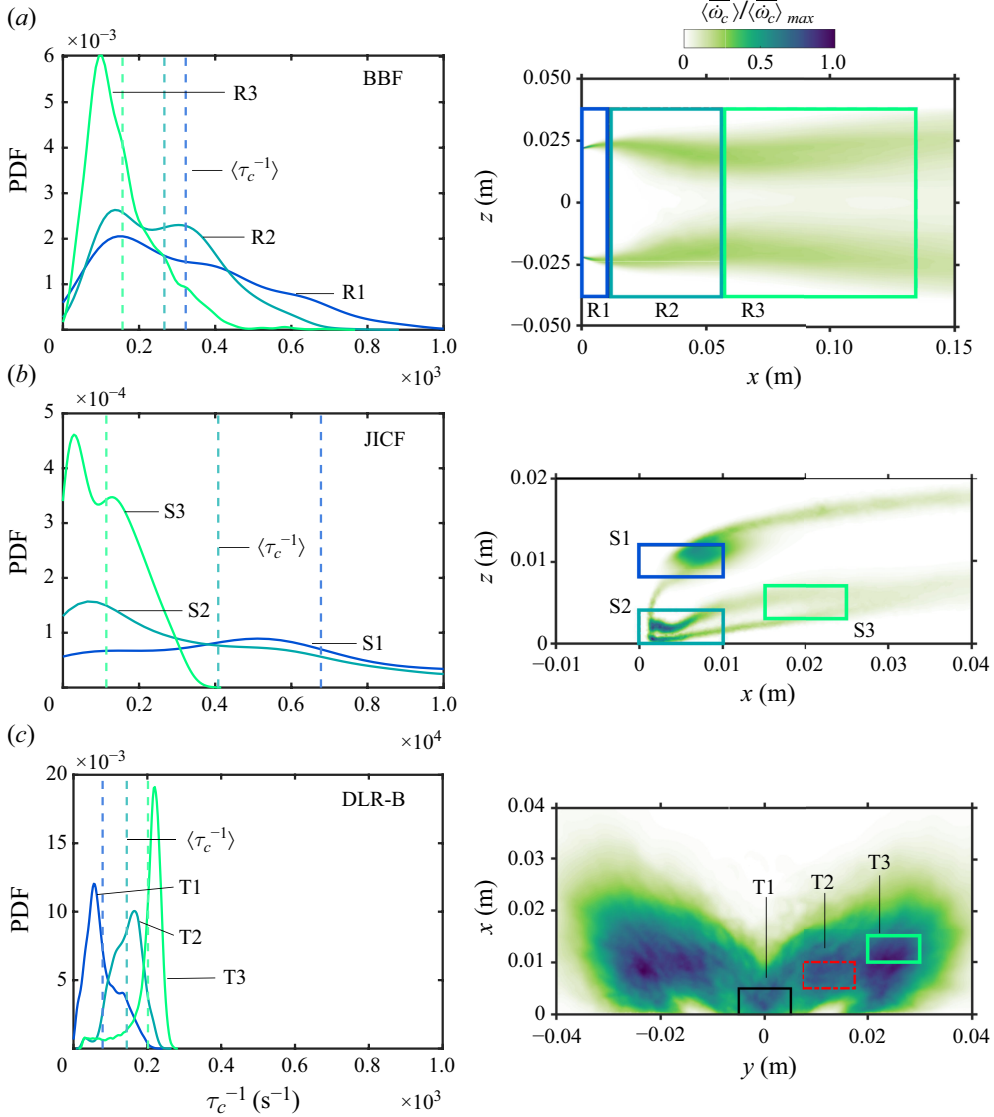 (a)
×10⁻³
BBF
6
5
4
3
2
1
0
PDF
R3
⟨τc⁻¹⟩
R2
R1
0 0.2 0.4 0.6 0.8 1.0
×10³
⟨ω̇c⟩/⟨ω̇c⟩ max
0 0.5 1.0
0.050
0.025
0
−0.025
−0.050
z (m)
R1 R2 R3
0 0.05 0.10 0.15
x (m)
(b)
×10⁻⁴
JICF
5
4
3
2
1
0
PDF
S3
⟨τc⁻¹⟩
S2
S1
0 0.2 0.4 0.6 0.8 1.0
×10⁴
0.02
0.01
0
z (m)
S1
S2
S3
−0.01 0 0.01 0.02 0.03 0.04
x (m)
(c)
×10⁻³
DLR-B
20
15
10
5
PDF
⟨τc⁻¹⟩
T1
T2
T3
0 0.2 0.4 0.6 0.8 1.0
τc⁻¹ (s⁻¹)
×10³
0.04
0.03
0.02
0.01
0
x (m)
T1
T2
T3
−0.04 −0.02 0 0.02 0.04
y (m)